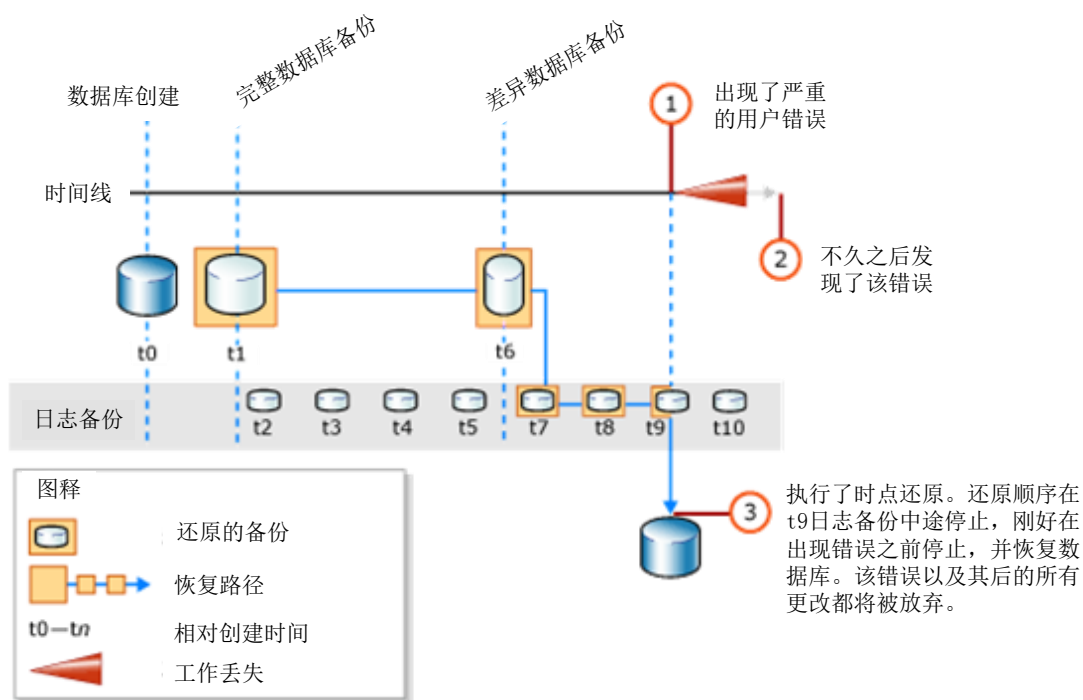 数据库创建
完整数据库备份
差异数据库备份
1
出现了严重
的用户错误
时间线
2
不久之后发
现了该错误
t0
t1
t6
日志备份
t2
t3
t4
t5
t7
t8
t9
t10
图释
还原的备份
恢复路径
t0—tn
相对创建时间
工作丢失
3
执行了时点还原。还原顺序在
t9日志备份中途停止，刚好在
出现错误之前停止，并恢复数
据库。该错误以及其后的所有
更改都将被放弃。